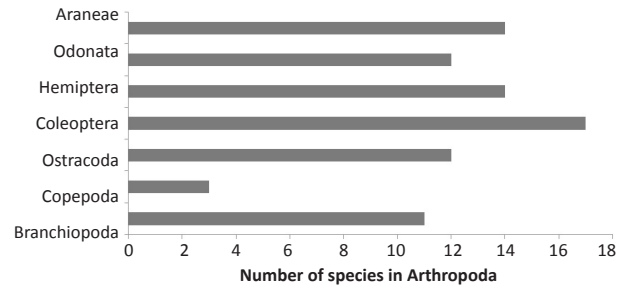 Araneae
Odonata
Hemiptera
Coleoptera
Ostracoda
Copepoda
Branchiopoda
0 2 4 6 8 10 12 14 16 18
Number of species in Arthropoda